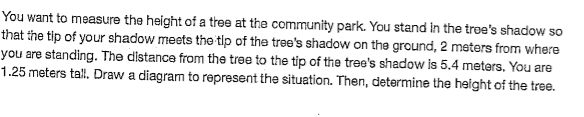 You want to measure the height of a tree at the community park. You stand in the tree's shadow so
that the tip of your shadow meets the tip of the tree's shadow on the ground, 2 meters from where
you are standing. The distance from the tree to the tip of the tree's shadow is 5.4 meters. You are
1.25 meters tall. Draw a diagram to represent the situation. Then, determine the height of the tree.